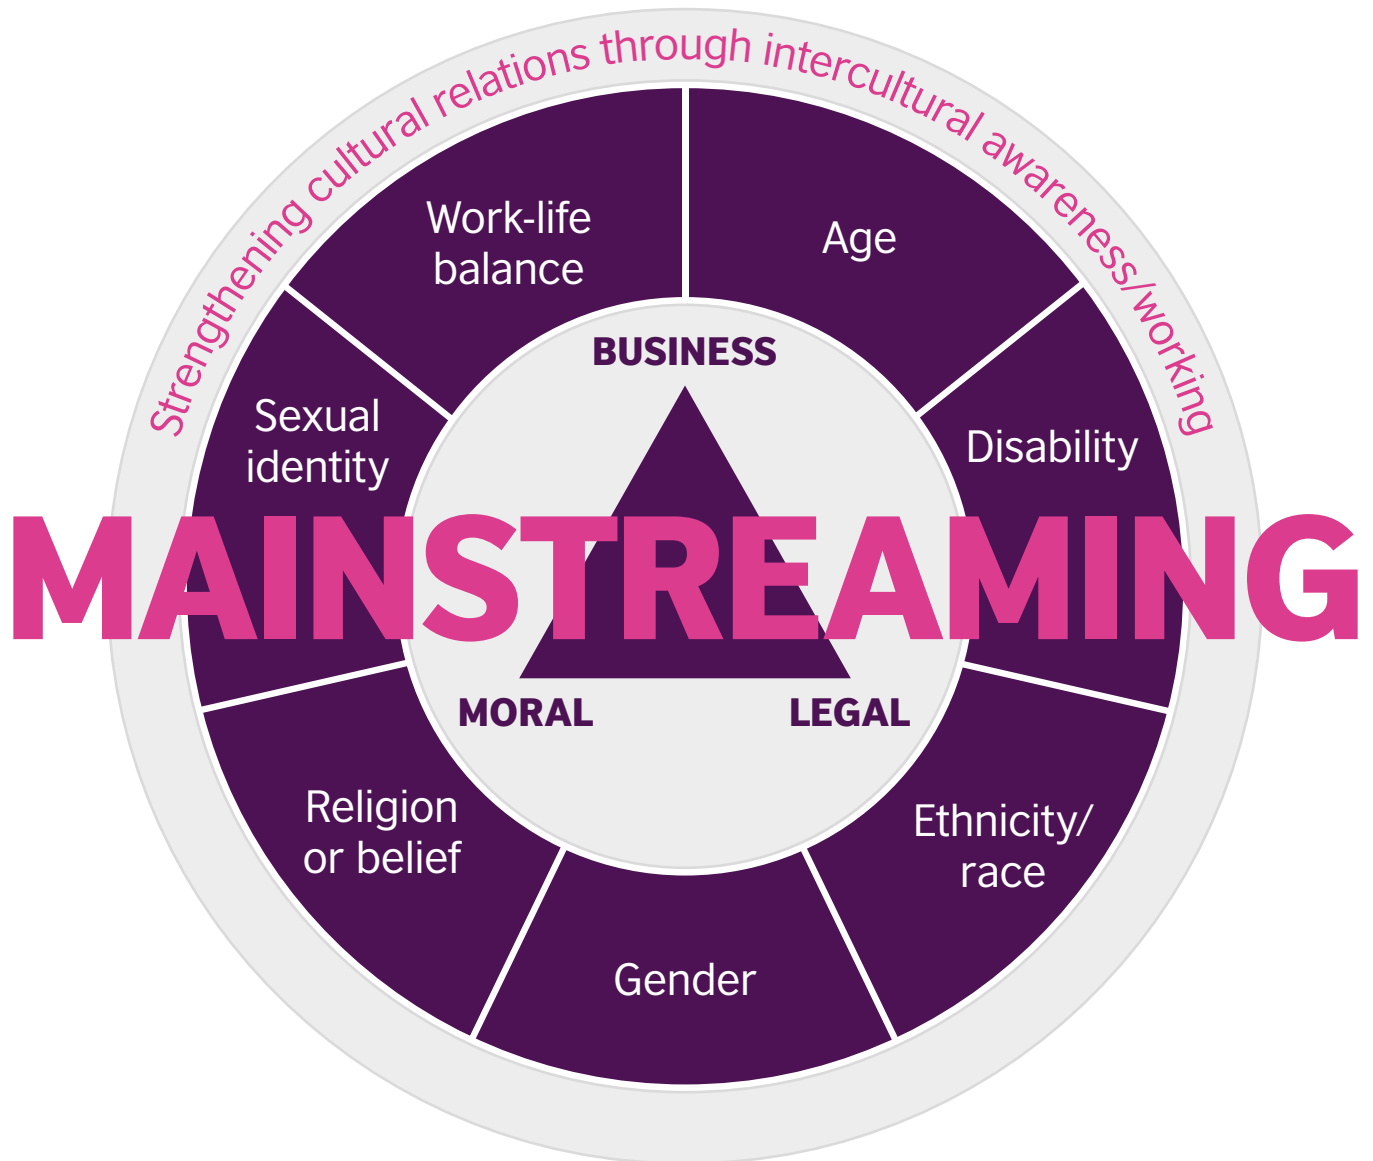 Strengthening cultural relations through intercultural awareness/working
Work-life
balance
Age
BUSINESS
Sexual
identity
Disability
MAINSTREAMING
MORAL
LEGAL
Religion
or belief
Ethnicity/
race
Gender